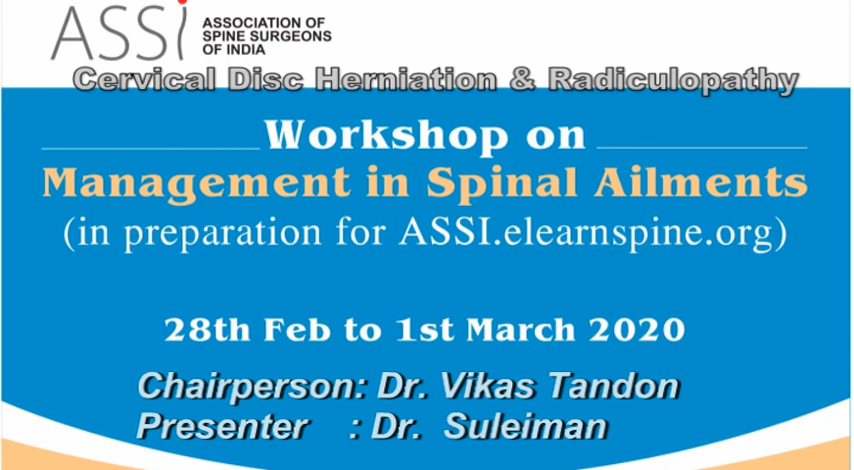 ASSI
ASSOCIATION OF
SPINE SURGEONS
OF INDIA
Cervical Disc Herniation & Radiculopathy
Workshop on
Management in Spinal Ailments
(in preparation for ASSI.elearnspine.org)
28th Feb to 1st March 2020
Chairperson: Dr. Vikas Tandon
Presenter : Dr. Suleiman